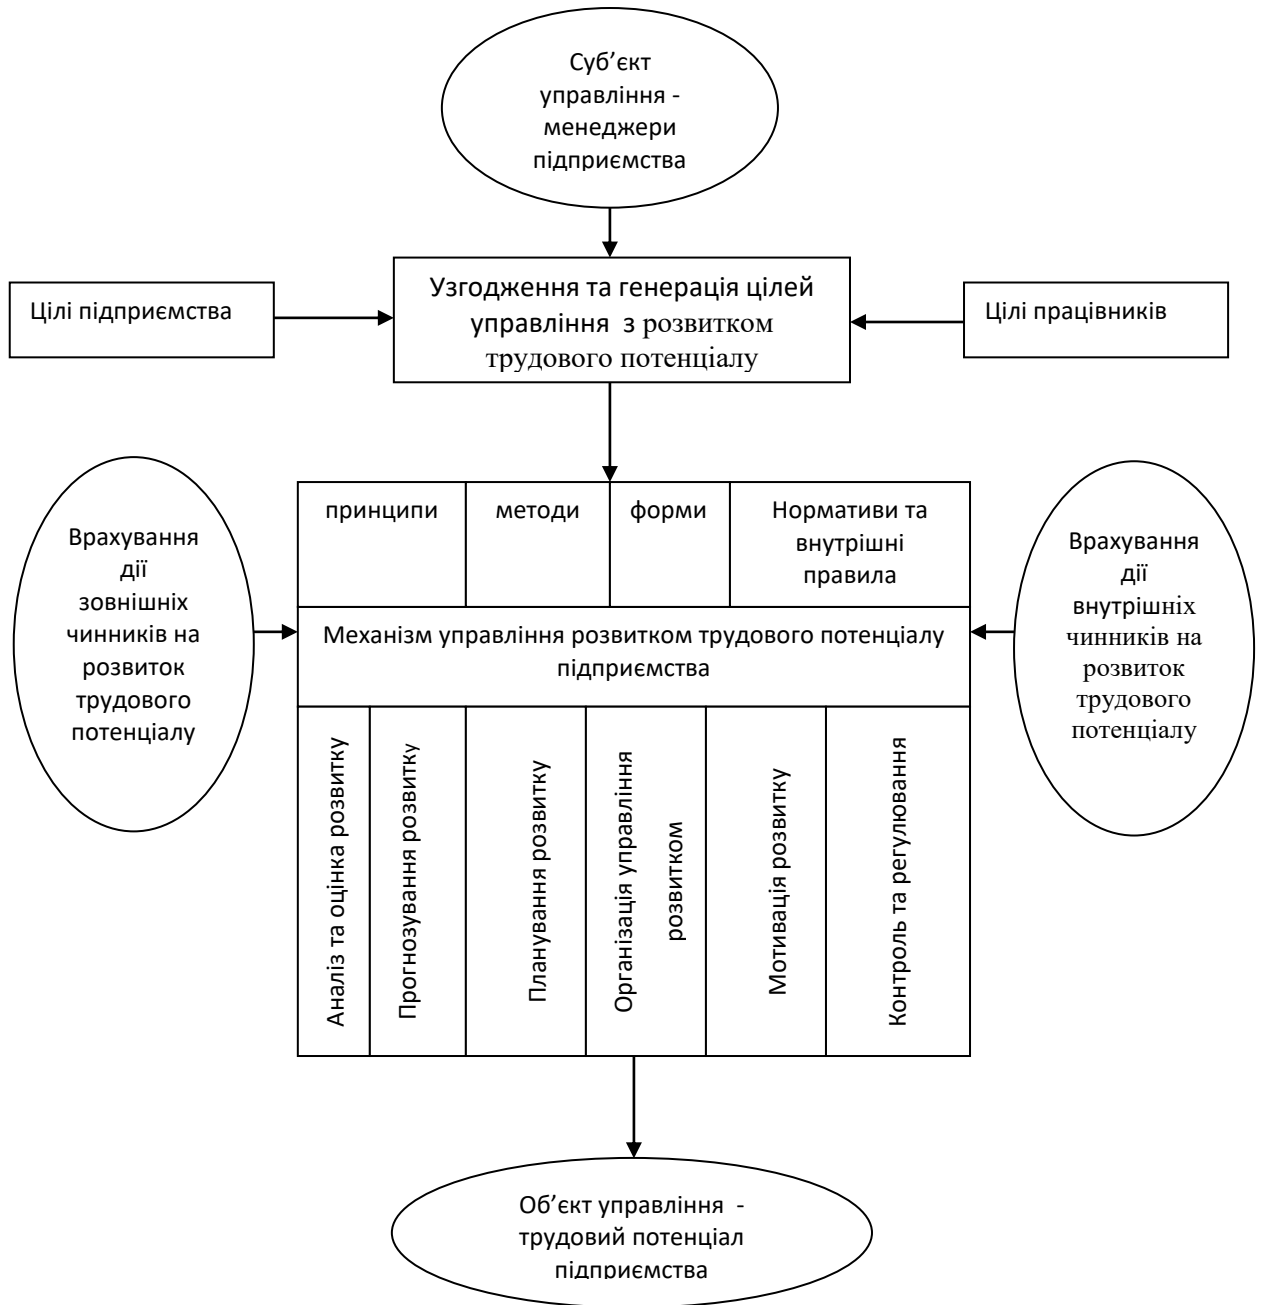 Суб’єкт
управління -
менеджери
підприємства
Цілі підприємства
Узгодження та генерація цілей
управління з розвитком
трудового потенціалу
Цілі працівників
Врахування
дії
зовнішніх
чинників на
розвиток
трудового
потенціалу
принципи
методи
форми
Нормативи та
внутрішні
правила
Механізм управління розвитком трудового потенціалу
підприємства
Врахування
дії
внутрішніх
чинників на
розвиток
трудового
потенціалу
Аналіз та оцінка розвитку
Прогнозування розвитку
Планування розвитку
Організація управління
розвитком
Мотивація розвитку
Контроль та регулювання
Об’єкт управління -
трудовий потенціал
підприємства